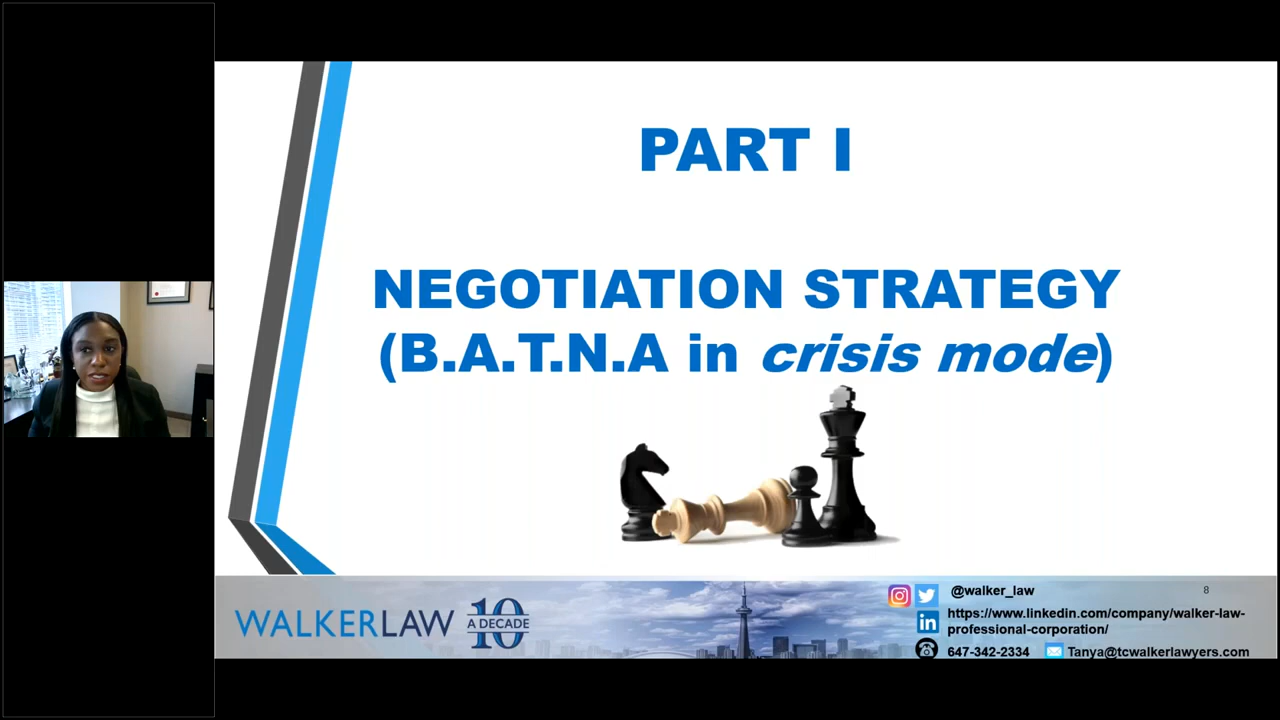 PART I
NEGOTIATION STRATEGY
(B.A.T.N.A in crisis mode)
WALKERLAW 10 A DECADE
@walker_law
8
https://www.linkedin.com/company/walker-law-
professional-corporation/
647-342-2334 Tanya@tcwalkerlawyers.com